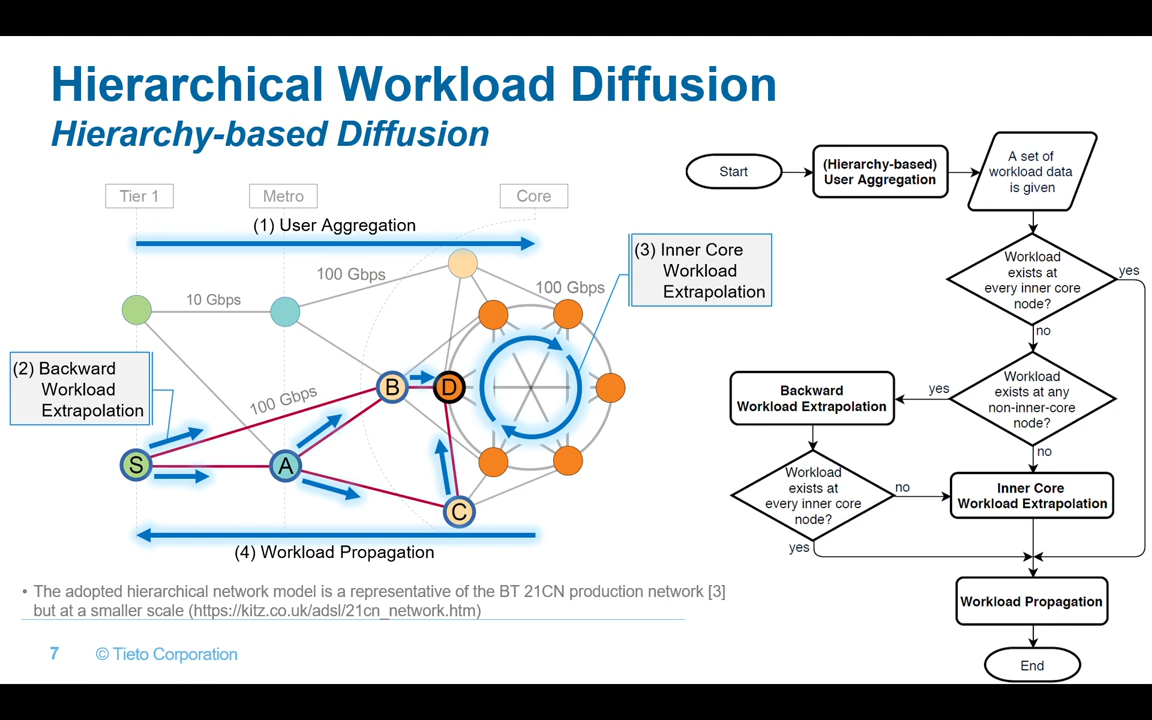 Hierarchical Workload Diffusion
Hierarchy-based Diffusion
Tier 1
Metro
Core
(1) User Aggregation
100 Gbps
10 Gbps
100 Gbps
100 Gbps
(2) Backward
Workload
Extrapolation
(3) Inner Core
Workload
Extrapolation
S
A
B
D
C
(4) Workload Propagation
• The adopted hierarchical network model is a representative of the BT 21CN production network [3]
but at a smaller scale (https://kitz.co.uk/adsl/21cn_network.htm)
7
© Tieto Corporation
Start
(Hierarchy-based)
User Aggregation
A set of
workload data
is given
Workload
exists at
every inner core
node?
yes
no
Workload
exists at any
non-inner-core
node?
yes
no
Backward
Workload Extrapolation
Workload
exists at
every inner core
node?
no
yes
Inner Core
Workload Extrapolation
Workload Propagation
End